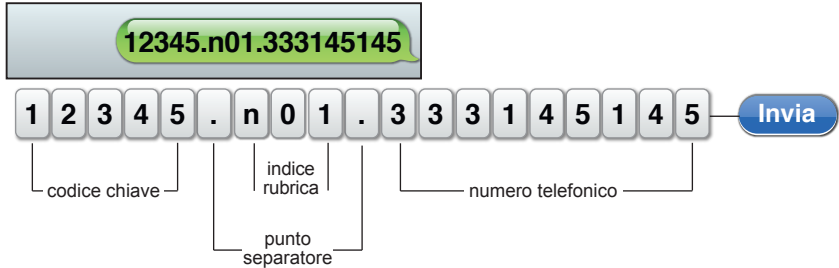 12345.n01.333145145
1 2 3 4 5 . n 0 1 . 3 3 3 1 4 5 1 4 5 Invia
codice chiave
indice
rubrica
numero telefonico
punto
separatore